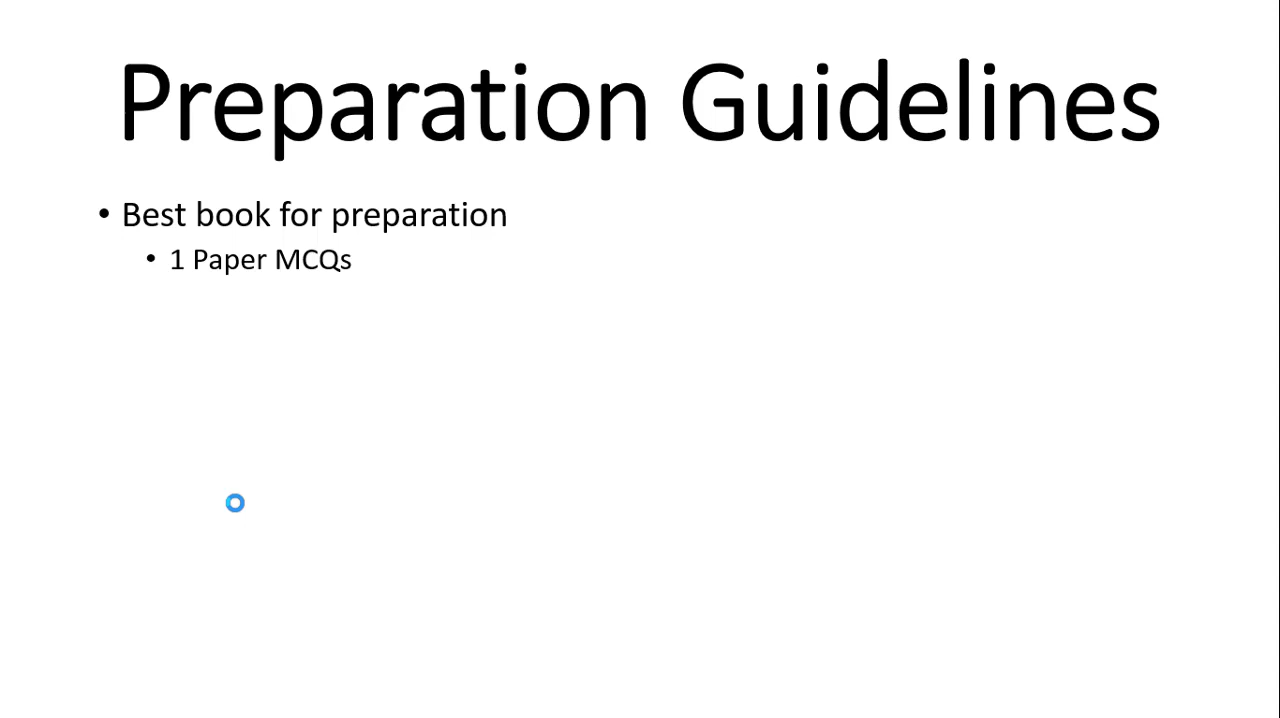 Preparation Guidelines
• Best book for preparation
• 1 Paper MCQs